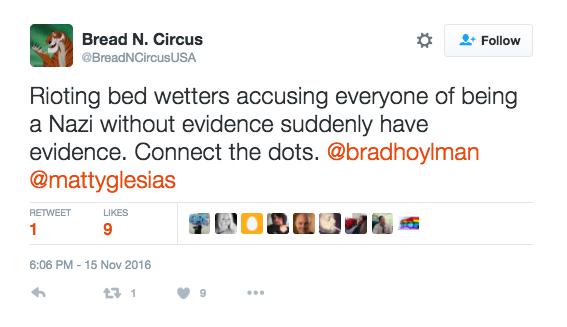 Bread N. Circus
@BreadNCircusUSA
Follow
Rioting bed wetters accusing everyone of being
a Nazi without evidence suddenly have
evidence. Connect the dots. @bradhoylman
@mattyglesias
RETWEET LIKES
1 9
6:06 PM - 15 Nov 2016
1 9